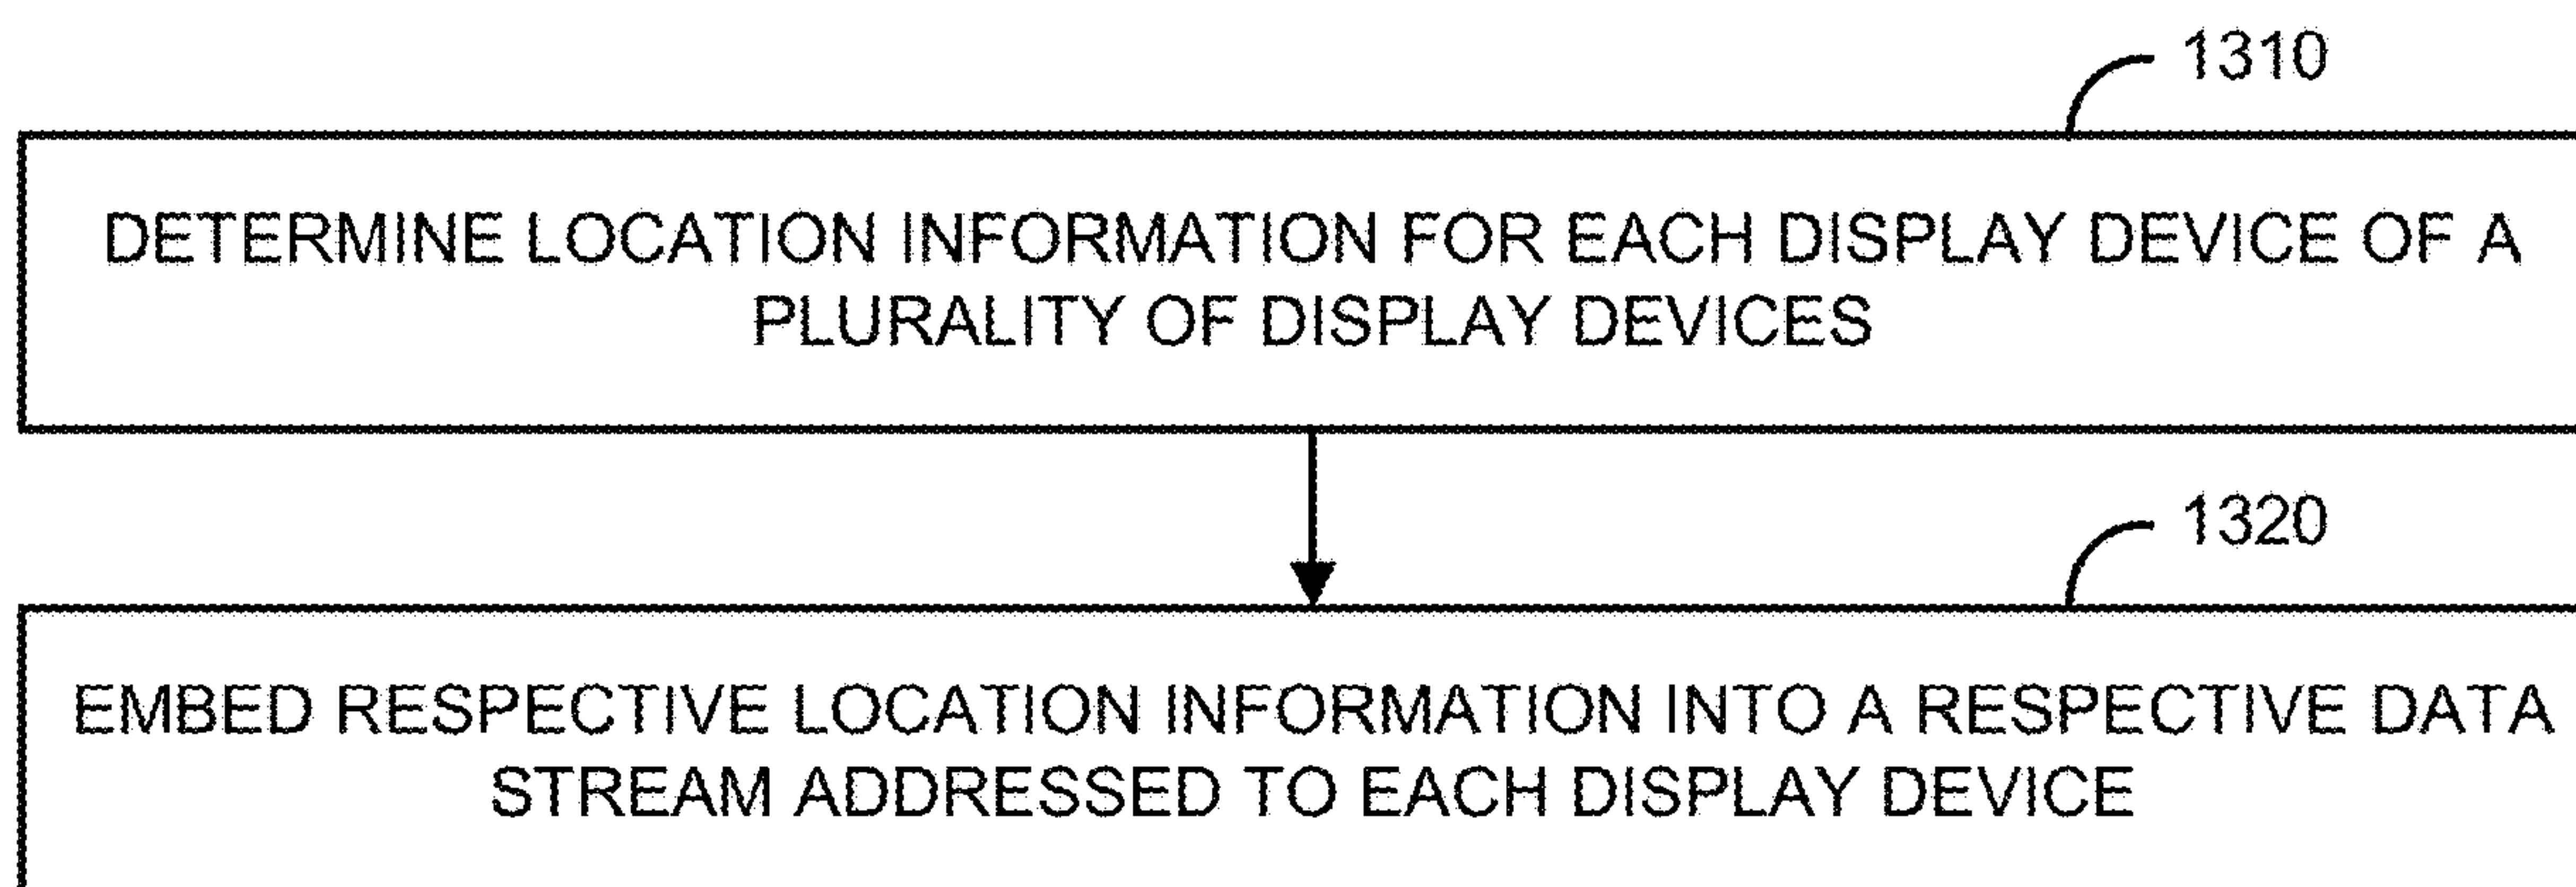 1310
DETERMINE LOCATION INFORMATION FOR EACH DISPLAY DEVICE OF A
PLURALITY OF DISPLAY DEVICES
1320
EMBED RESPECTIVE LOCATION INFORMATION INTO A RESPECTIVE DATA
STREAM ADDRESSED TO EACH DISPLAY DEVICE